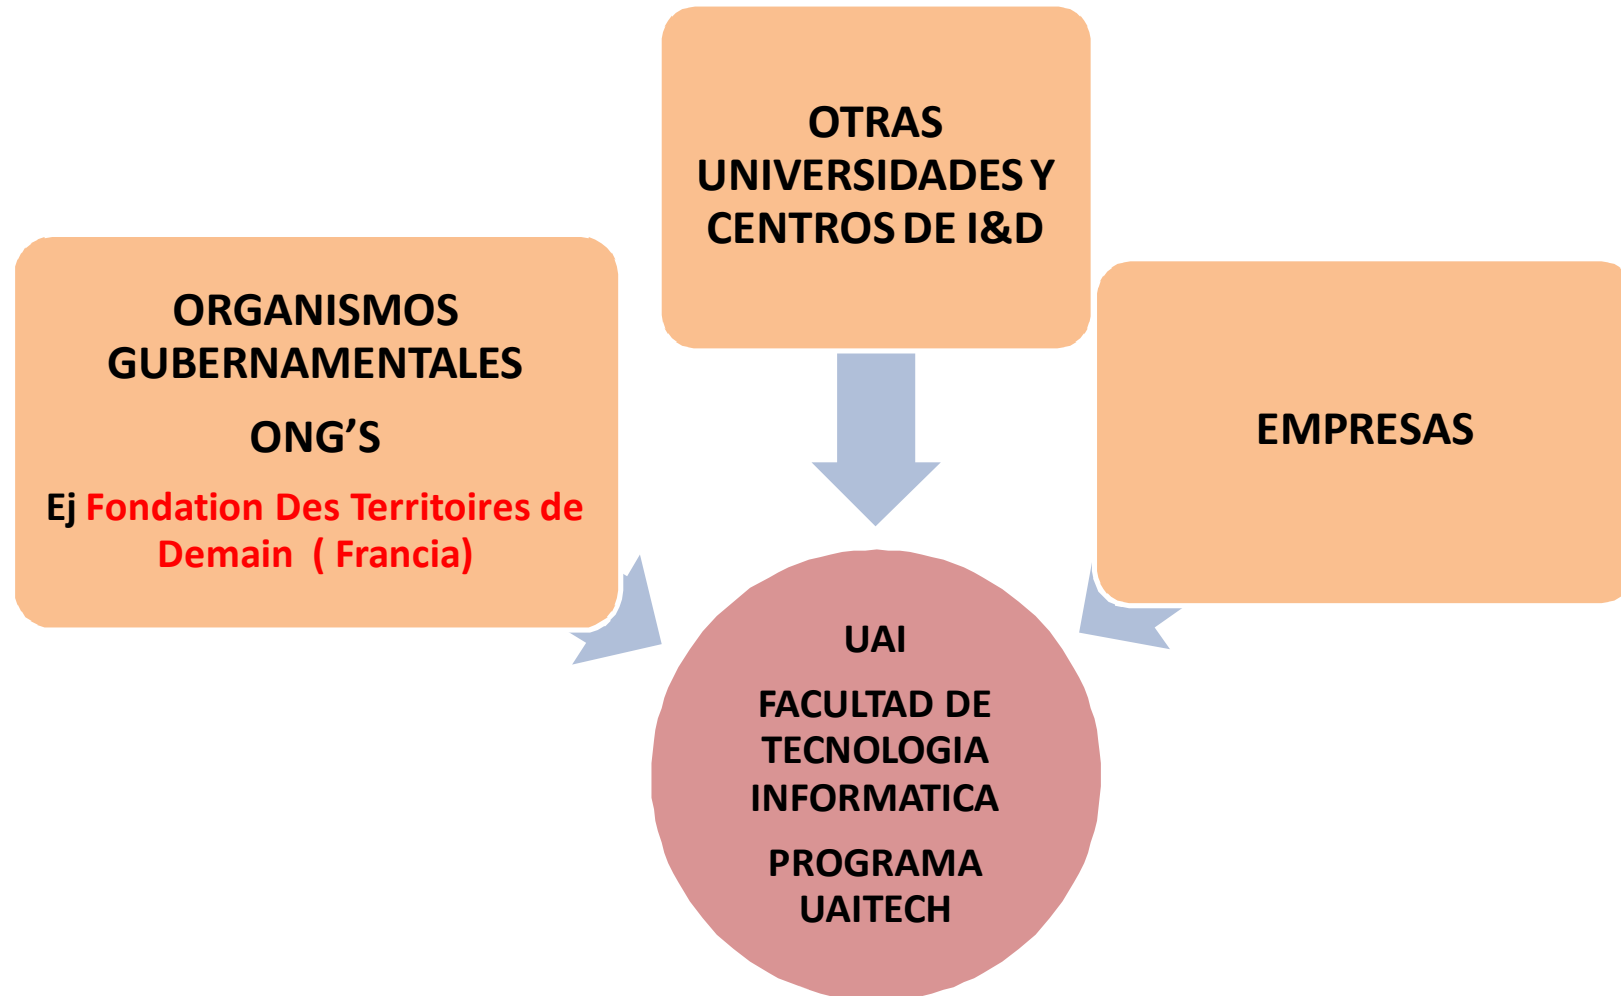 OTRAS
UNIVERSIDADES Y
CENTROS DE I&D
ORGANISMOS
GUBERNAMENTALES
ONG’S
Ej Fondation Des Territoires de
Demain ( Francia)
EMPRESAS
UAI
FACULTAD DE
TECNOLOGIA
INFORMATICA
PROGRAMA
UAITECH